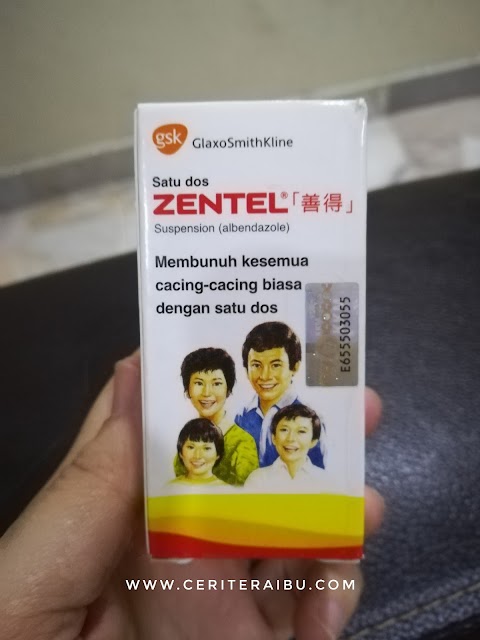 gsk GlaxoSmithKline
Satu dos
ZENTEL®「善得」
Suspension (albendazole)
Membunuh kesemua
cacing-cacing biasa
dengan satu dos
E655503055
WWW.CERITERAIBU.COM